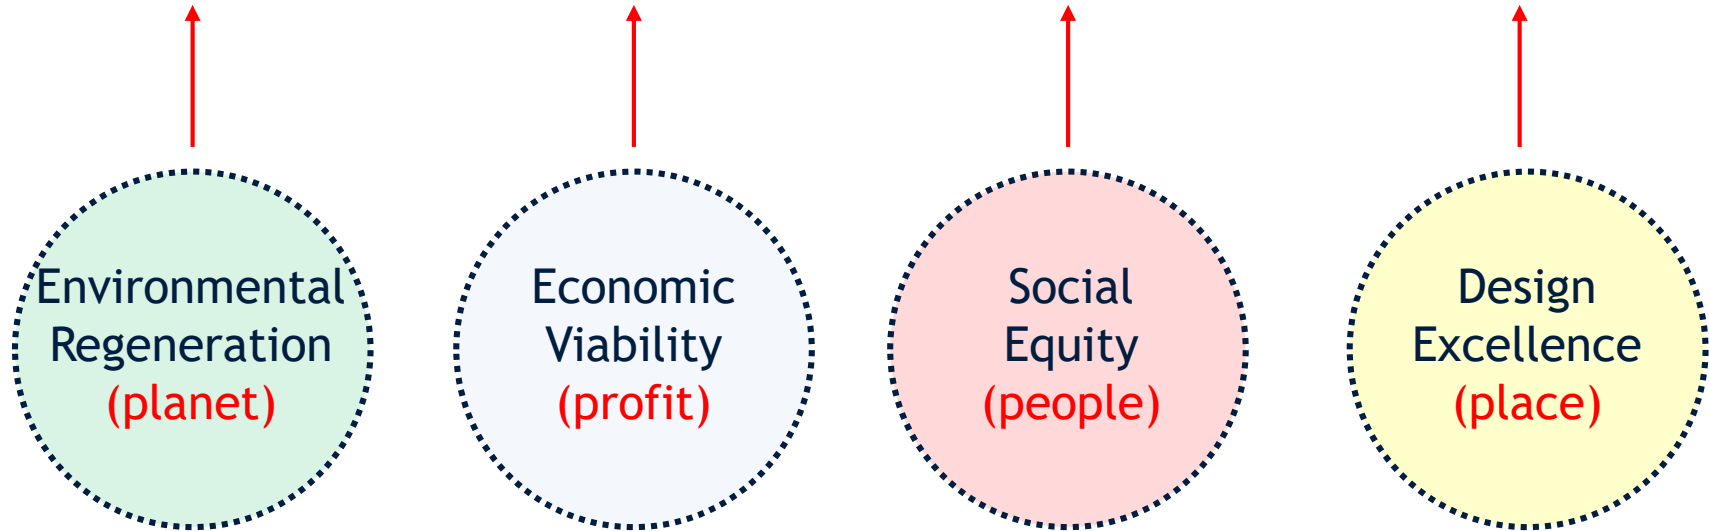 Environmental
Regeneration
(planet)
Economic
Viability
(profit)
Social
Equity
(people)
Design
Excellence
(place)